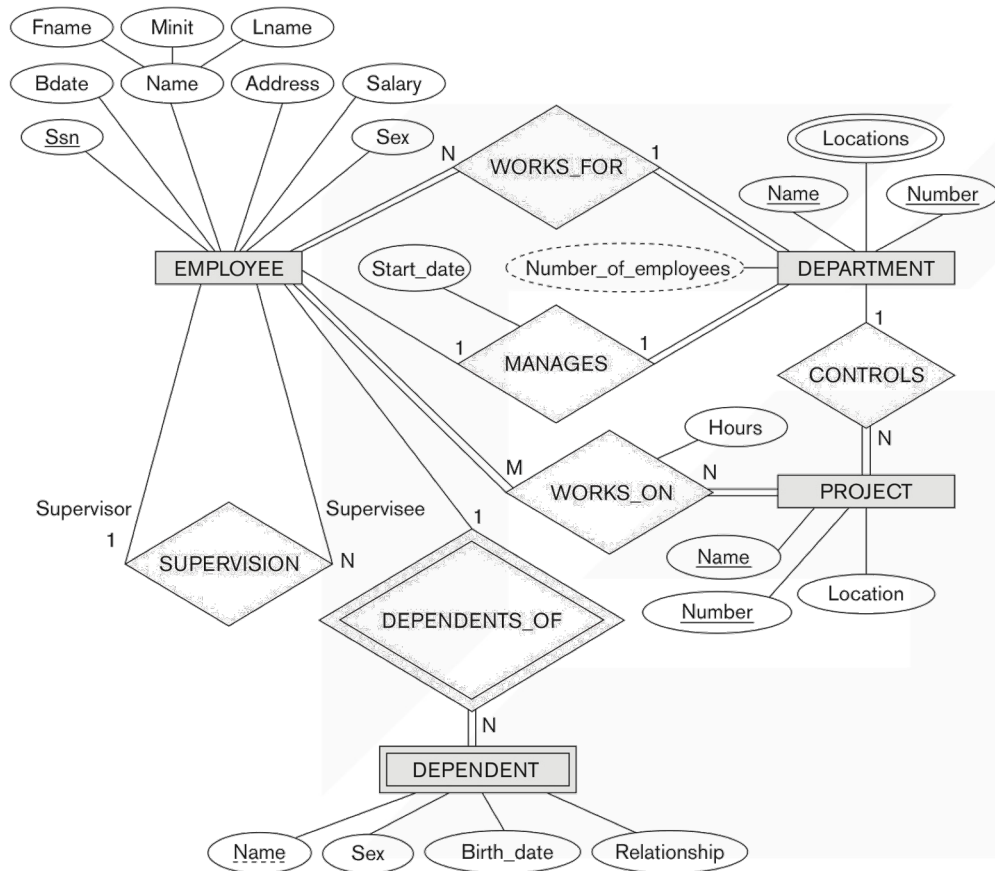 Fname
Minit
Lname
Bdate
Name
Address
Salary
Ssn
Sex
N
WORKS_FOR
1
Locations
Name
Number
EMPLOYEE
Start_date
Number_of_employees
DEPARTMENT
1
MANAGES
1
1
CONTROLS
N
Hours
M
WORKS_ON
N
PROJECT
Supervisor
1
SUPERVISION
Supervisee
N
1
Name
Number
Location
DEPENDENTS_OF
N
DEPENDENT
Name
Sex
Birth_date
Relationship